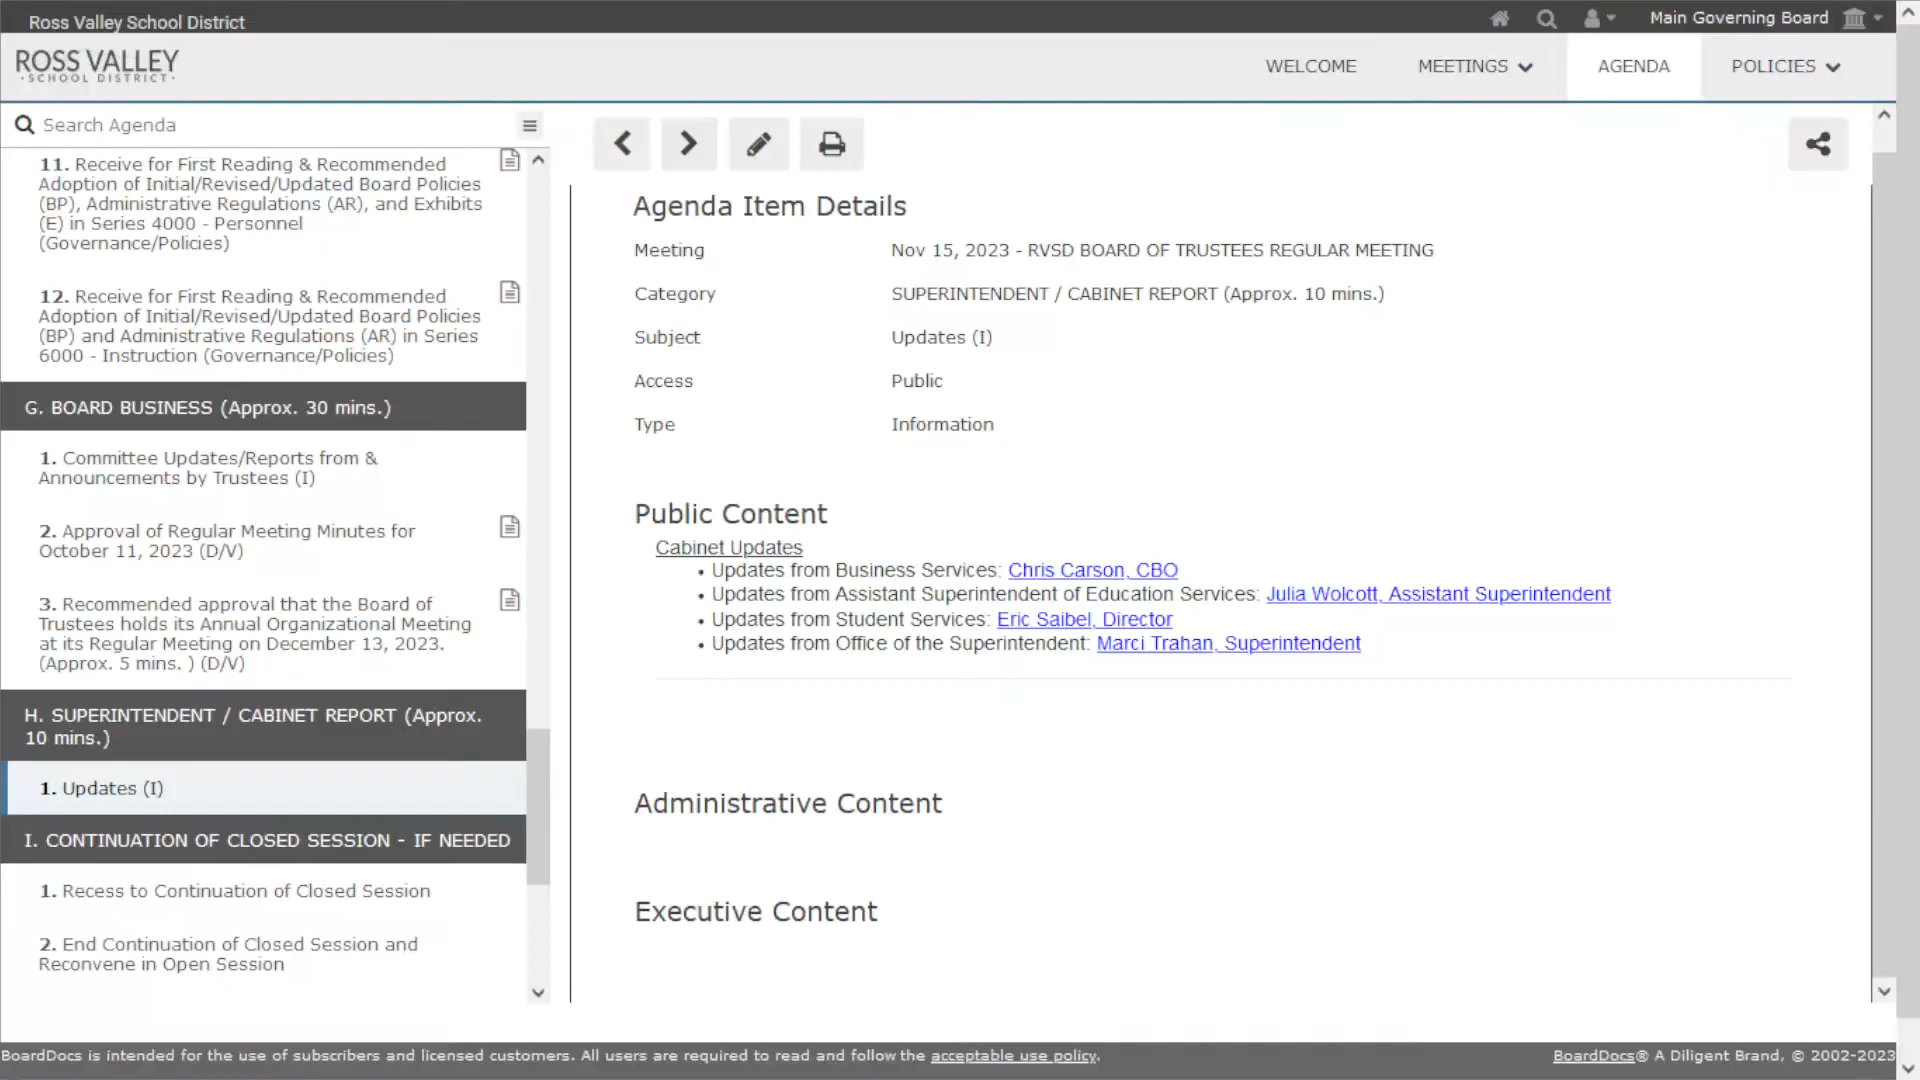 Ross Valley School District
Main Governing Board
ROSS VALLEY
·SCHOOL DISTRICT·
WELCOME
MEETINGS
AGENDA
POLICIES
Search Agenda
11. Receive for First Reading & Recommended
Adoption of Initial/Revised/Updated Board Policies
(BP), Administrative Regulations (AR), and Exhibits
(E) in Series 4000 - Personnel
(Governance/Policies)
12. Receive for First Reading & Recommended
Adoption of Initial/Revised/Updated Board Policies
(BP) and Administrative Regulations (AR) in Series
6000 - Instruction (Governance/Policies)
G. BOARD BUSINESS (Approx. 30 mins.)
1. Committee Updates/Reports from &
Announcements by Trustees (I)
2. Approval of Regular Meeting Minutes for
October 11, 2023 (D/V)
3. Recommended approval that the Board of
Trustees holds its Annual Organizational Meeting
at its Regular Meeting on December 13, 2023.
(Approx. 5 mins. ) (D/V)
H. SUPERINTENDENT / CABINET REPORT (Approx.
10 mins.)
1. Updates (I)
I. CONTINUATION OF CLOSED SESSION - IF NEEDED
1. Recess to Continuation of Closed Session
2. End Continuation of Closed Session and
Reconvene in Open Session
Agenda Item Details
Meeting Nov 15, 2023 - RVSD BOARD OF TRUSTEES REGULAR MEETING
Category SUPERINTENDENT / CABINET REPORT (Approx. 10 mins.)
Subject Updates (I)
Access Public
Type Information
Public Content
Cabinet Updates
• Updates from Business Services: Chris Carson, CBO
• Updates from Assistant Superintendent of Education Services: Julia Wolcott, Assistant Superintendent
• Updates from Student Services: Eric Saibel, Director
• Updates from Office of the Superintendent: Marci Trahan, Superintendent
Administrative Content
Executive Content
BoardDocs is intended for the use of subscribers and licensed customers. All users are required to read and follow the acceptable use policy.
BoardDocs® A Diligent Brand, © 2002-2023